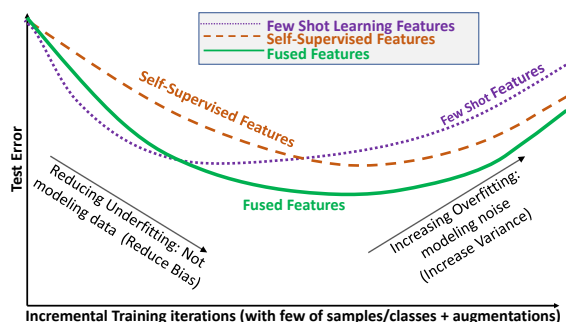 Few Shot Learning Features
Self-Supervised Features
Fused Features
Self-Supervised Features
Few Shot Features
Fused Features
Test Error
Reducing Underfitting: Not
modeling data (Reduce Bias)
Increasing Overfitting:
modeling noise
(Increase Variance)
Incremental Training iterations (with few of samples/classes + augmentations)